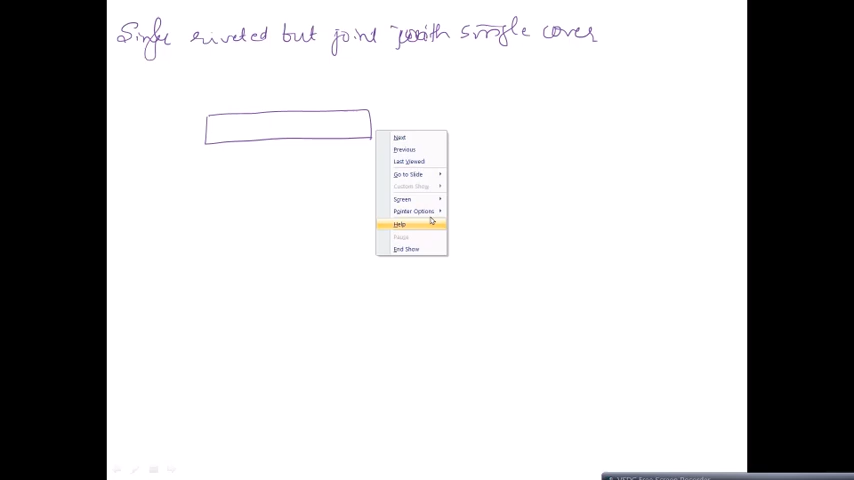 Single riveted but joint with single cover
Next
Previous
Last Viewed
Go to Slide
Custom Show
Screen
Pointer Options
Help
Pause
End Show